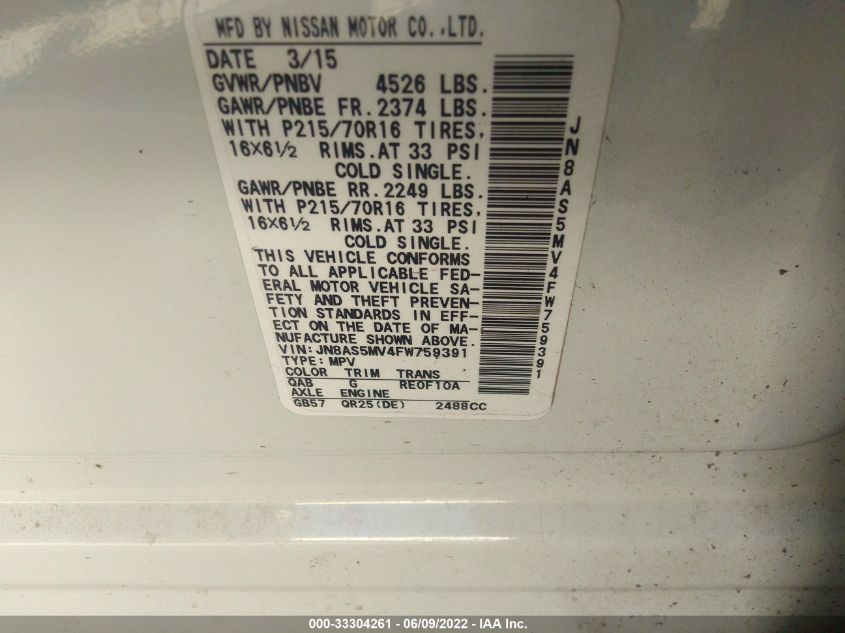 MFD BY NISSAN MOTOR CO.,LTD.
DATE 3/15
GVWR/PNBV 4526 LBS.
GAWR/PNBE FR.2374 LBS.
WITH P215/70R16 TIRES,
16X6½ RIMS.AT 33 PSI
COLD SINGLE.
GAWR/PNBE RR.2249 LBS.
WITH P215/70R16 TIRES,
16X6½ RIMS.AT 33 PSI
COLD SINGLE.
THIS VEHICLE CONFORMS
TO ALL APPLICABLE FED-
ERAL MOTOR VEHICLE SA-
FETY AND THEFT PREVEN-
TION STANDARDS IN EFF-
ECT ON THE DATE OF MA-
NUFACTURE SHOWN ABOVE.
VIN:JN8AS5MV4FW759391
TYPE:MPV
COLOR TRIM TRANS
QAB G RE0F10A
AXLE ENGINE
GB57 QR25(DE) 2488CC
JN8AS5MV4FW759391
000-33304261 - 06/09/2022 - IAA Inc.